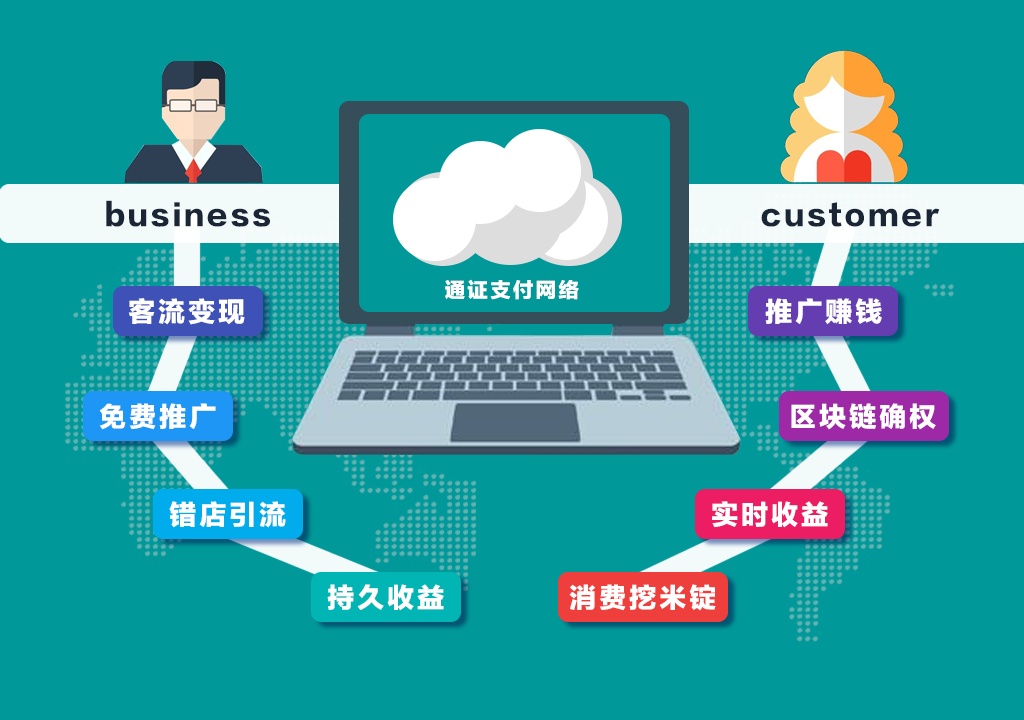 business
customer
通证支付网络
客流变现
推广赚钱
免费推广
区块链确权
错店引流
实时收益
持久收益
消费挖米锭